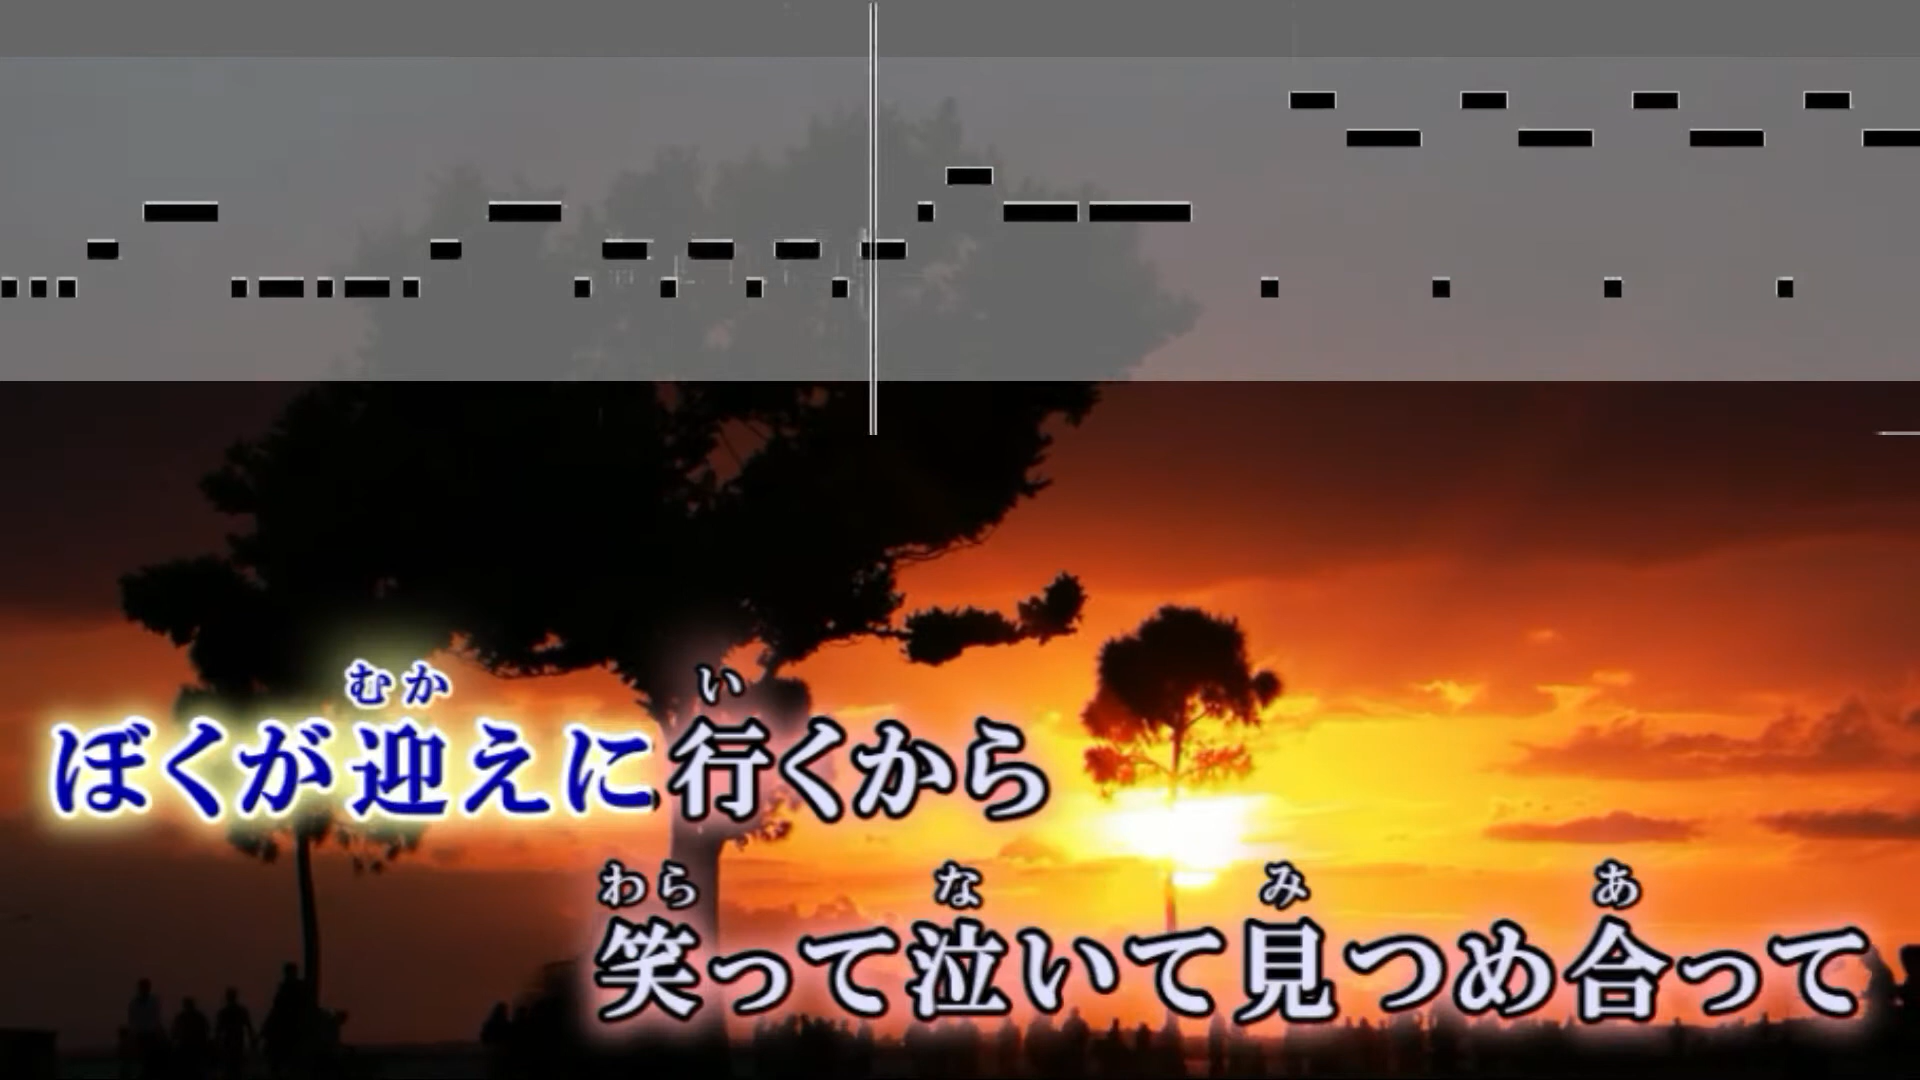 むか い
ぼくが迎えに行くから
わら な み あ
笑って泣いて見つめ合って